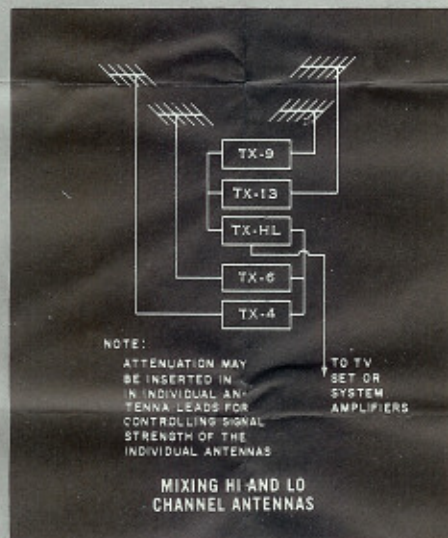 TX-9
TX-13
TX-HL
TX-6
TX-4
NOTE:
ATTENUATION MAY
BE INSERTED IN
IN INDIVIDUAL AN-
TENNA LEADS FOR
CONTROLLING SIGNAL
STRENGTH OF THE
INDIVIDUAL ANTENNAS
TO TV
SET OR
SYSTEM
AMPLIFIERS
MIXING HI AND LO
CHANNEL ANTENNAS